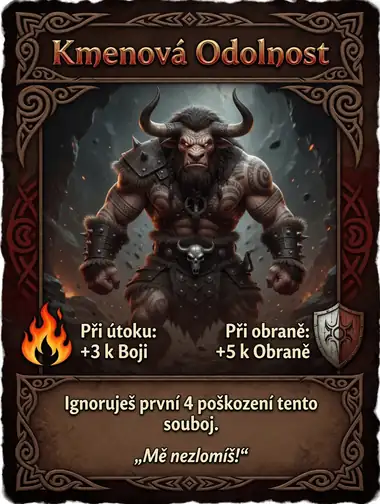 Kmenová Odolnost
Při útoku:
+3 k Boji
Při obraně:
+5 k Obraně
Ignoruješ první 4 poškození tento
souboj.
„Mě nezlomíš!“